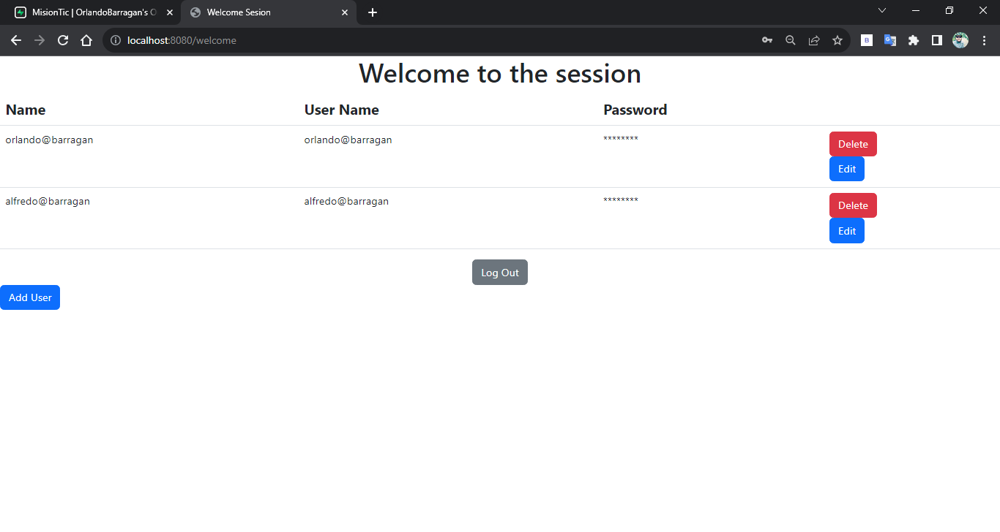 MisionTic | OrlandoBarragan's O
Welcome Sesion
localhost:8080/welcome
B
Welcome to the session
Name User Name Password
orlando@barragan orlando@barragan ******** Delete
Edit
alfredo@barragan alfredo@barragan ******** Delete
Edit
Log Out
Add User